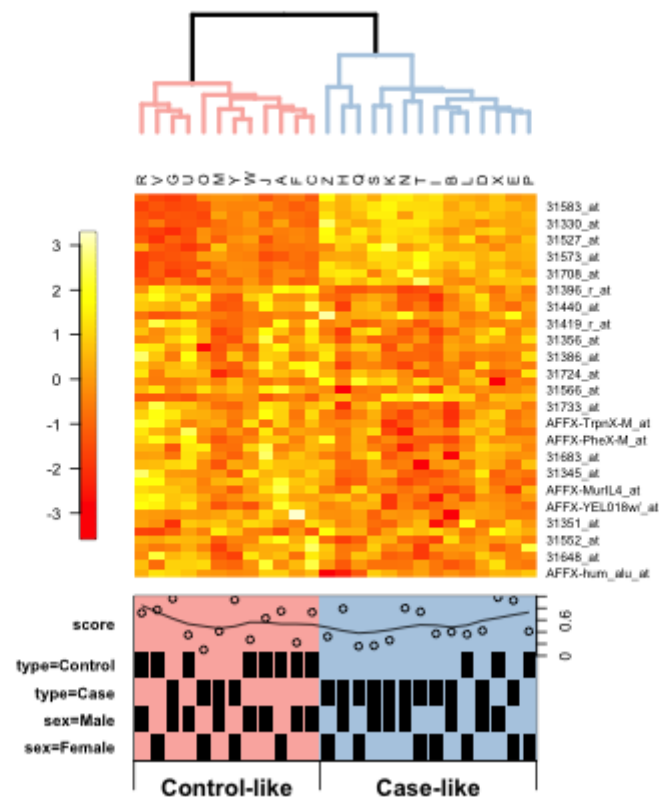 R V G U O M Y W J A F C Z H Q S K N T I B L D X E P
31583_at
31330_at
31527_at
31573_at
31708_at
31396_r_at
31440_at
31419_r_at
31356_at
31386_at
31724_at
31566_at
31733_at
AFFX-TrpnX-M_at
AFFX-PheX-M_at
31683_at
31345_at
AFFX-MurIL4_at
AFFX-YEL018w/_at
31351_at
31552_at
31648_at
AFFX-hum_alu_at
3
2
1
0
-1
-2
-3
score
0.6
0
type=Control
type=Case
sex=Male
sex=Female
Control-like
Case-like